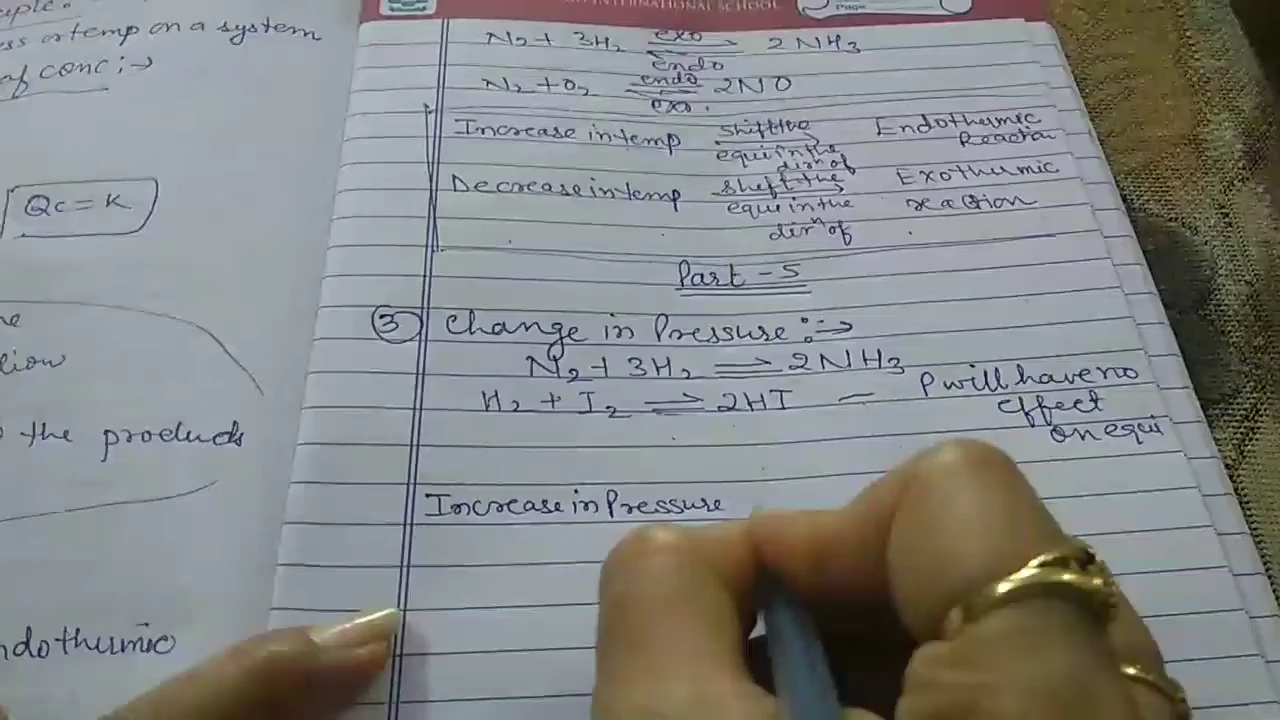 ss or temp on a system
of conc :→
Qc = K
tion
the products
ndothermic
INTERNATIONAL SCHOOL
N2 + 3H2 exo ⇌ endo 2NH3
N2 + O2 endo ⇌ exo. 2NO
Increase in temp shift the → equi in the dirn of Endothermic Reaction
Decrease in temp shift the → equi in the dirn of Exothermic reaction
Part - 5
③ Change in Pressure :→
N2 + 3H2 ⇌ 2NH3
H2 + I2 ⇌ 2HI — P will have no
effect
on equi
Increase in Pressure